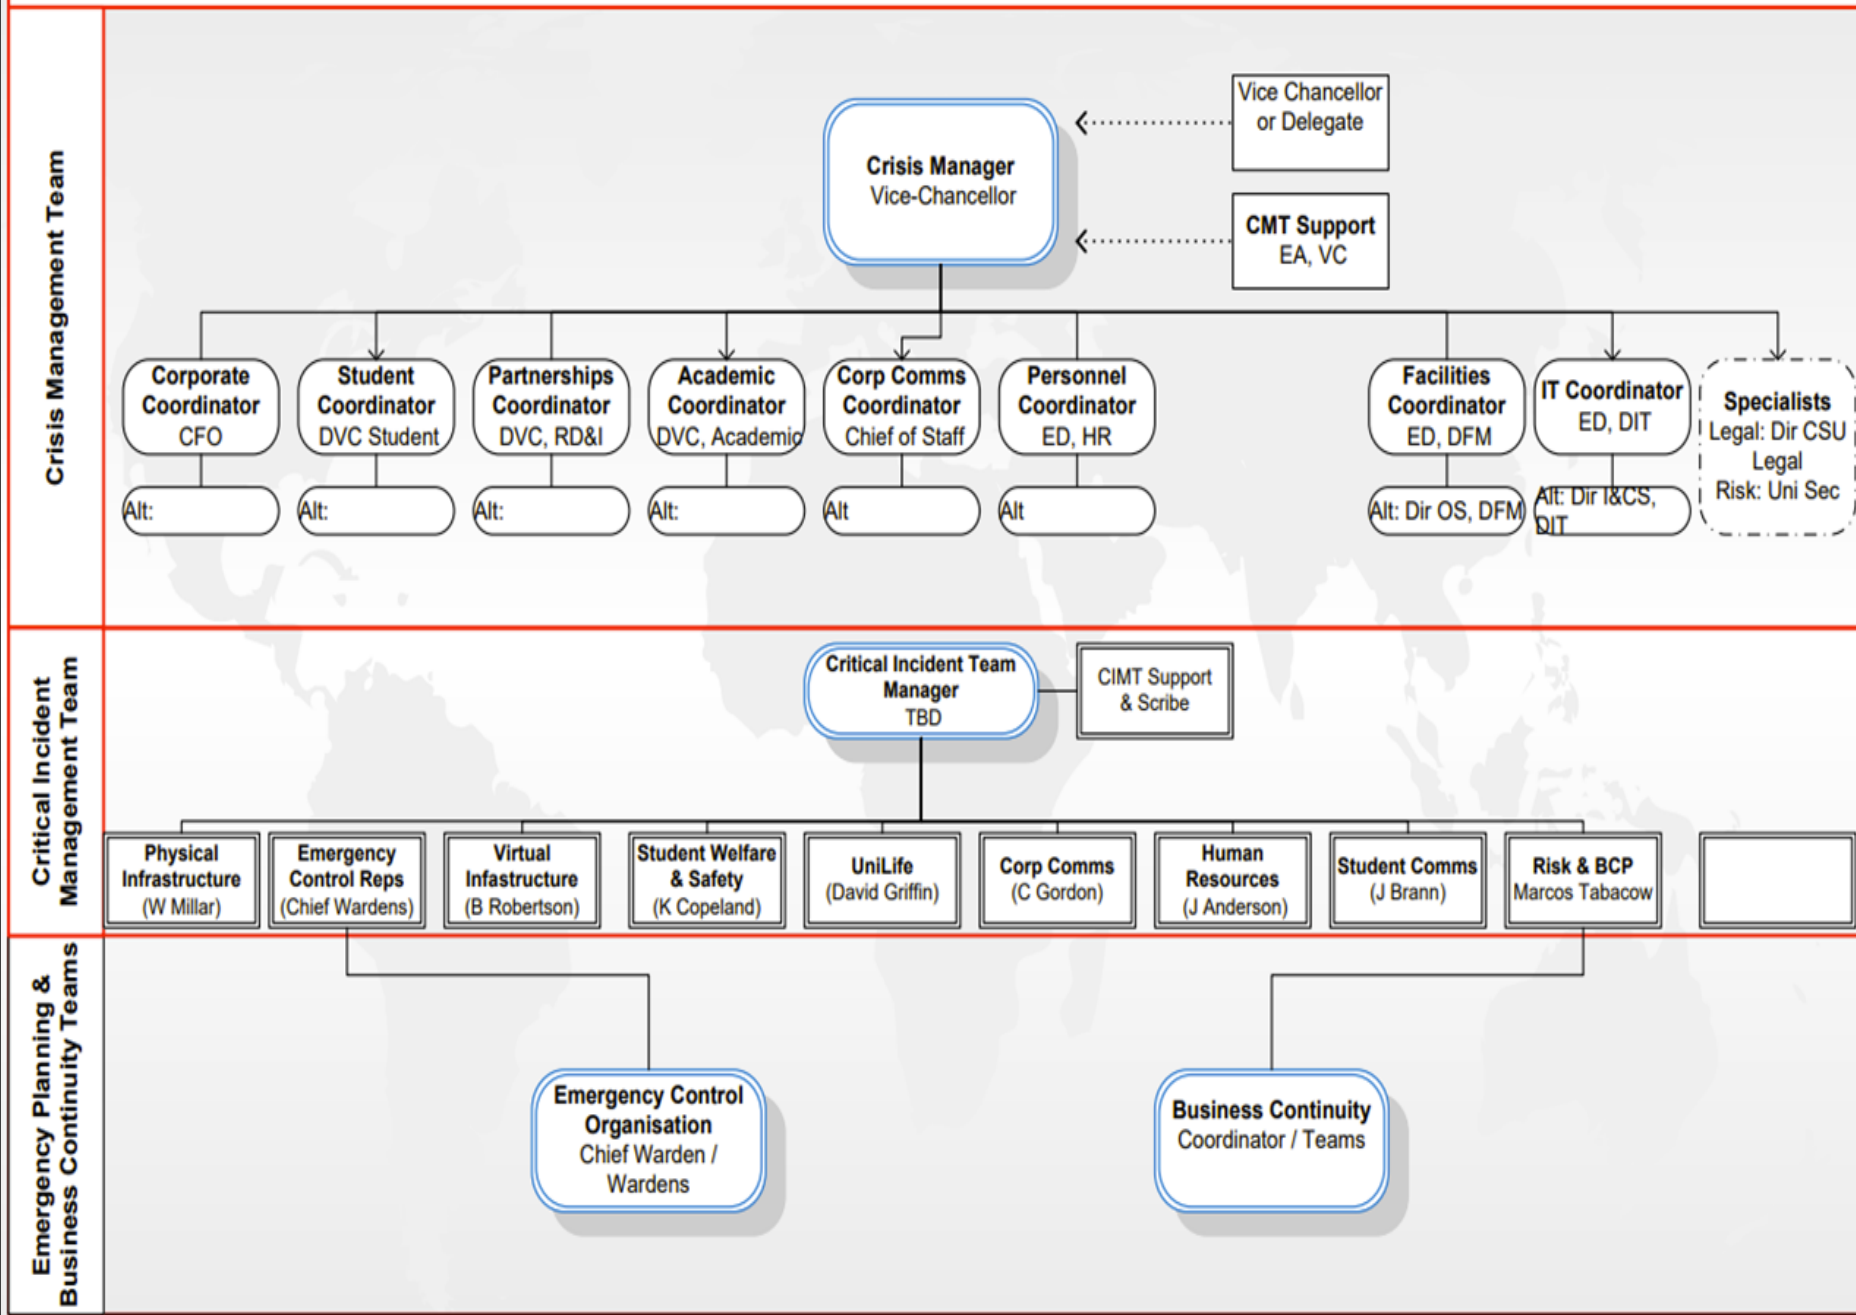 Crisis Management Team
Vice Chancellor
or Delegate
Crisis Manager
Vice-Chancellor
CMT Support
EA, VC
Corporate
Coordinator
CFO
Student
Coordinator
DVC Student
Partnerships
Coordinator
DVC, RD&I
Academic
Coordinator
DVC, Academic
Corp Comms
Coordinator
Chief of Staff
Personnel
Coordinator
ED, HR
Facilities
Coordinator
ED, DFM
IT Coordinator
ED, DIT
Specialists
Legal: Dir CSU
Legal
Risk: Uni Sec
Alt:
Alt:
Alt:
Alt:
Alt
Alt
Alt: Dir OS, DFM
Alt: Dir I&CS,
DIT
Critical Incident
Management Team
Critical Incident Team
Manager
TBD
CIMT Support
& Scribe
Physical
Infrastructure
(W Millar)
Emergency
Control Reps
(Chief Wardens)
Virtual
Infastructure
(B Robertson)
Student Welfare
& Safety
(K Copeland)
UniLife
(David Griffin)
Corp Comms
(C Gordon)
Human
Resources
(J Anderson)
Student Comms
(J Brann)
Risk & BCP
Marcos Tabacow
Emergency Planning &
Business Continuity Teams
Emergency Control
Organisation
Chief Warden /
Wardens
Business Continuity
Coordinator / Teams